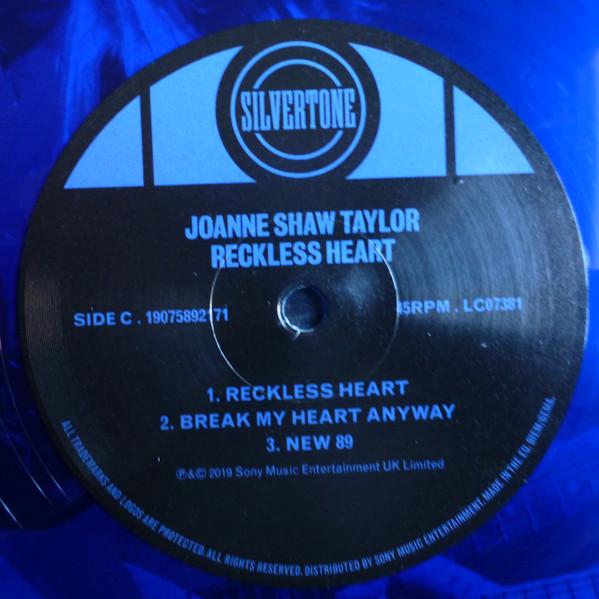 SILVERTONE
JOANNE SHAW TAYLOR
RECKLESS HEART
SIDE C . 19075892171
45RPM . LC07381
1. RECKLESS HEART
2. BREAK MY HEART ANYWAY
3. NEW 89
℗&© 2019 Sony Music Entertainment UK Limited
ALL TRADEMARKS AND LOGOS ARE PROTECTED. ALL RIGHTS RESERVED. DISTRIBUTED BY SONY MUSIC ENTERTAINMENT. MADE IN THE EU. BIEM/GEMA.